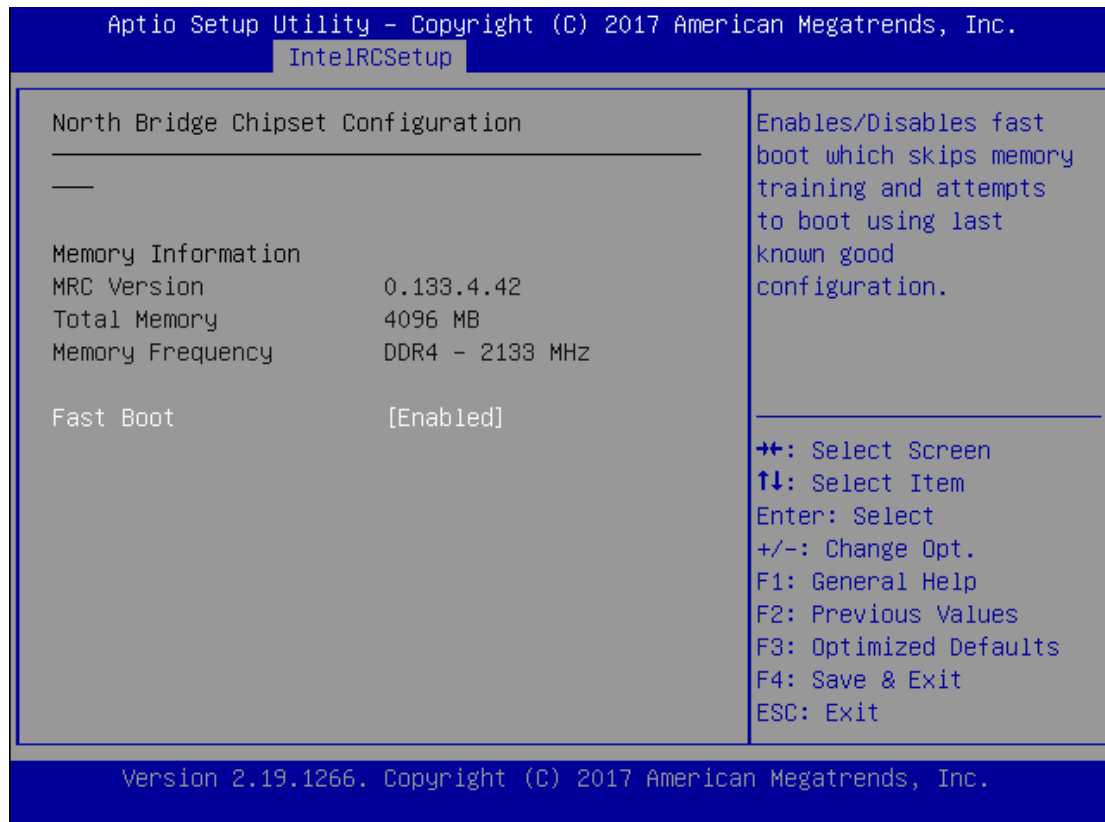 Aptio Setup Utility – Copyright (C) 2017 American Megatrends, Inc.
IntelRCSetup
North Bridge Chipset Configuration
Memory Information
MRC Version 0.133.4.42
Total Memory 4096 MB
Memory Frequency DDR4 – 2133 MHz
Fast Boot [Enabled]
Enables/Disables fast
boot which skips memory
training and attempts
to boot using last
known good
configuration.
→←: Select Screen
↑↓: Select Item
Enter: Select
+/-: Change Opt.
F1: General Help
F2: Previous Values
F3: Optimized Defaults
F4: Save & Exit
ESC: Exit
Version 2.19.1266. Copyright (C) 2017 American Megatrends, Inc.